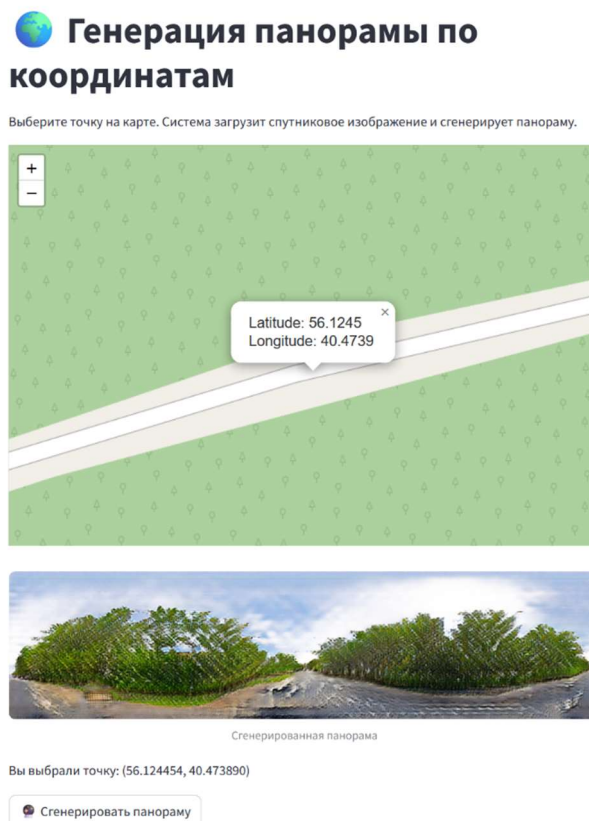 🌍 Генерация панорамы по
координатам
Выберите точку на карте. Система загрузит спутниковое изображение и сгенерирует панораму.
+
−
×
Latitude: 56.1245
Longitude: 40.4739
Сгенерированная панорама
Вы выбрали точку: (56.124454, 40.473890)
🔮 Сгенерировать панораму